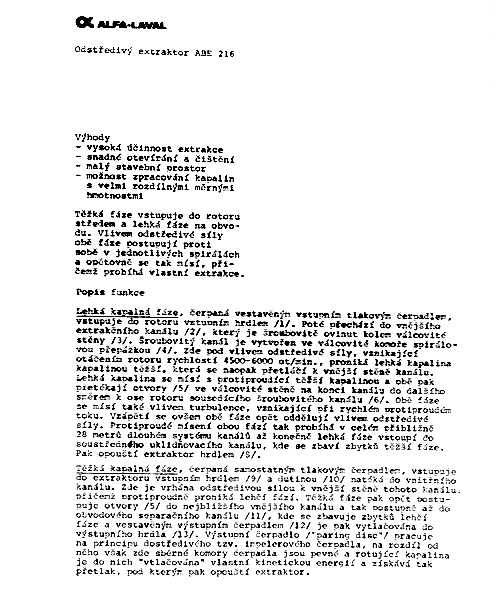 ALFA-LAVAL
Odstředivý extraktor ABE 216
Výhody
- vysoká účinnost extrakce
- snadné otevírání a čištění
- malý stavební prostor
- možnost zpracování kapalin
s velmi rozdílnými měrnými
hmotnostmi
Těžká fáze vstupuje do rotoru
středem a lehká fáze na obvo-
du. Vlivem odstředivé síly
obě fáze postupují proti
sobě v jednotlivých spirálách
a opětovně se tak mísí, při-
čemž probíhá vlastní extrakce.
Popis funkce
Lehká kapalná fáze, čerpaná vestavěným vstupním tlakovým čerpadlem,
vstupuje do rotoru vstupním hrdlem /1/. Poté přechází do vnějšího
extrakčního kanálu /2/, který je šroubovitě ovinut kolem válcovité
stěny /3/. Šroubovitý kanál je vytvořen ve válcovité komoře spirálo-
vou přepážkou /4/. Zde pod vlivem odstředivé síly, vznikající
otáčením rotoru rychlostí 4500-6000 ot/min., proniká lehká kapalina
kapalinou těžší, která se naopak přetláčí k vnější stěně kanálu.
Lehká kapalina se mísí s protiproudící těžší kapalinou a obě pak
protékají otvory /5/ ve válcovité stěně na konci kanálu do dalšího
směrem k ose rotoru sousedícího šroubovitého kanálu /6/. Obě fáze
se mísí také vlivem turbulence, vznikající při rychlém protiproudém
toku. Vzápětí se ovšem obě fáze opět oddělují vlivem odstředivé
síly. Protiproudé mísení obou fází tak probíhá v celém přibližně
28 metrů dlouhém systému kanálů až konečně lehká fáze vstoupí do
soustředného uklidňovacího kanálu, kde se zbaví zbytků těžší fáze.
Pak opouští extraktor hrdlem /8/.
Těžká kapalná fáze, čerpaná samostatným tlakovým čerpadlem, vstupuje
do extraktoru vstupním hrdlem /9/ a dutinou /10/ natéká do vnitřního
kanálu. Zde je vrhána odstředivou silou k vnější stěně tohoto kanálu,
přičemž protiproudně proniká lehčí fází. Těžká fáze pak opět postu-
puje otvory /5/ do nejbližšího vnějšího kanálu a tak postupně až do
obvodového separačního kanálu /11/, kde se zbavuje zbytků lehčí
fáze a vestavěným výstupním čerpadlem /12/ je pak vytlačována do
výstupního hrdla /13/. Výstupní čerpadlo /"paring disc"/ pracuje
na principu dostředivého tzv. impelerového čerpadla, na rozdíl od
něho však zde sběrné komory čerpadla jsou pevné a rotující kapalina
je do nich "vtlačována" vlastní kinetickou energií a získává tak
přetlak, pod kterým pak opouští extraktor.